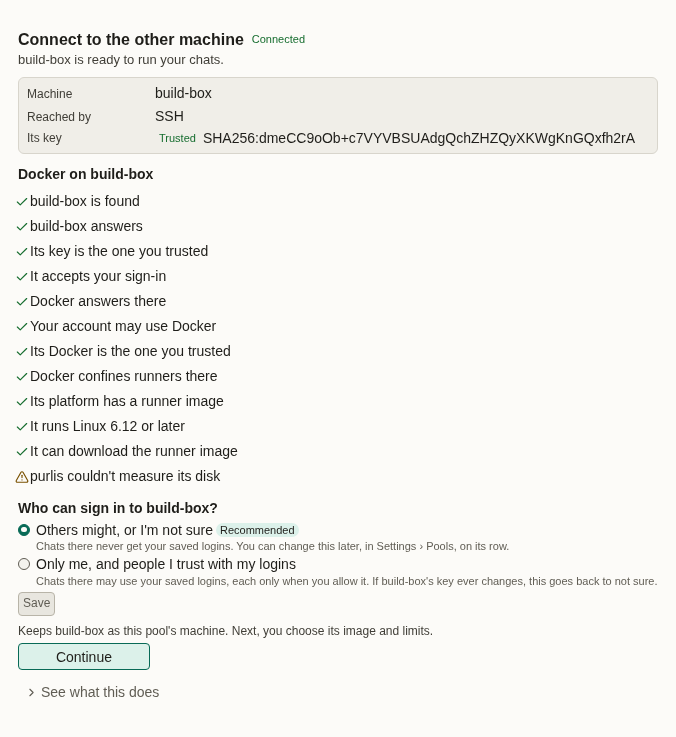 Connect to the other machine Connected
build-box is ready to run your chats.
Machine build-box
Reached by SSH
Its key Trusted SHA256:dmeCC9oOb+c7VYVBSUAdgQchZHZQyXKWgKnGQxfh2rA
Docker on build-box
build-box is found
build-box answers
Its key is the one you trusted
It accepts your sign-in
Docker answers there
Your account may use Docker
Its Docker is the one you trusted
Docker confines runners there
Its platform has a runner image
It runs Linux 6.12 or later
It can download the runner image
purlis couldn't measure its disk
Who can sign in to build-box?
Others might, or I'm not sure Recommended
Chats there never get your saved logins. You can change this later, in Settings › Pools, on its row.
Only me, and people I trust with my logins
Chats there may use your saved logins, each only when you allow it. If build-box's key ever changes, this goes back to not sure.
Save
Keeps build-box as this pool's machine. Next, you choose its image and limits.
Continue
See what this does